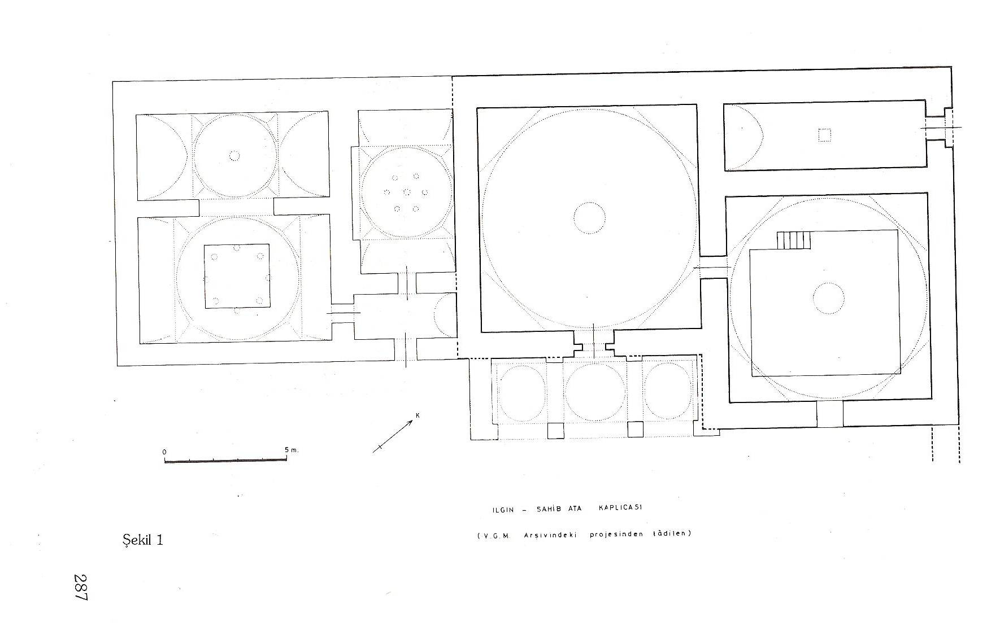 K
0 5 m.
ILGIN – SAHİB ATA KAPLICASI
(V.G.M. Arşivindeki projesinden tâdilen)
Şekil 1
287